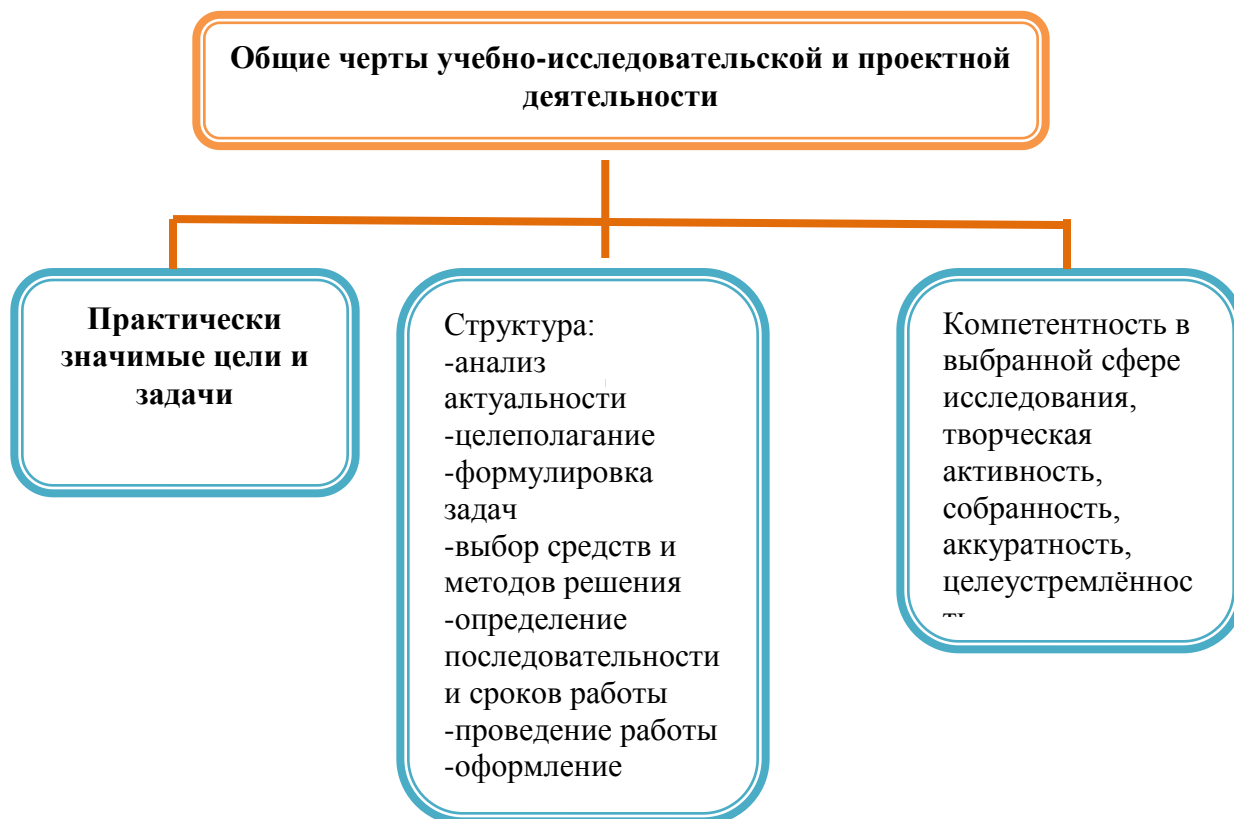 Общие черты учебно-исследовательской и проектной
деятельности
Практически
значимые цели и
задачи
Структура:
-анализ
актуальности
-целеполагание
-формулировка
задач
-выбор средств и
методов решения
-определение
последовательности
и сроков работы
-проведение работы
-оформление
Компетентность в
выбранной сфере
исследования,
творческая
активность,
собранность,
аккуратность,
целеустремлённос
ть